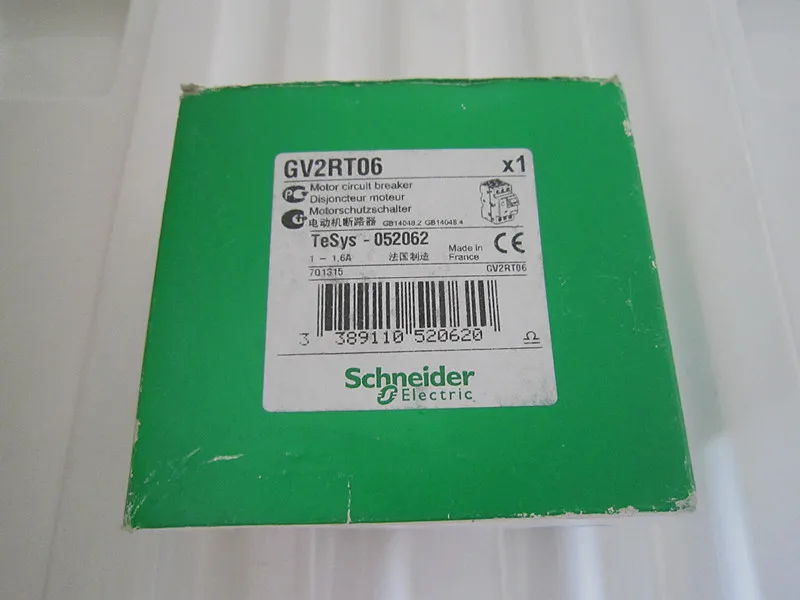 GV2RT06 x1
Motor circuit breaker
Disjoncteur moteur
Motorschutzschalter
电动机断路器 GB14048.2 GB14048.4
TeSys - 052062
1 - 1,6A 法国制造 Made in France CE
701315 GV2RT06
3 389110 520620
Schneider
Electric